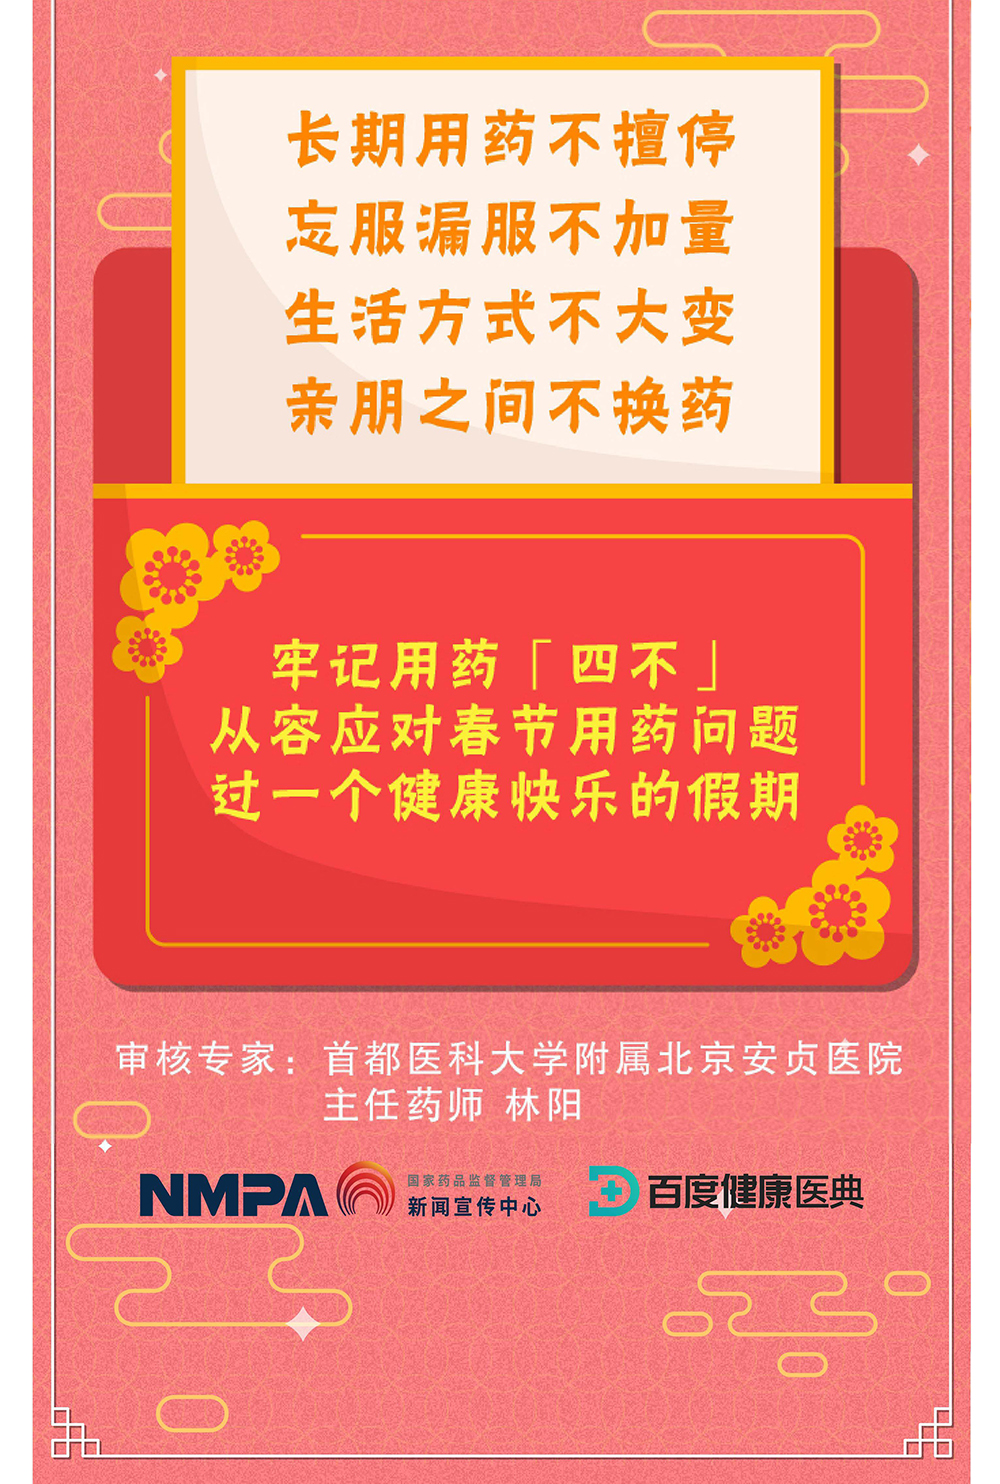 长期用药不擅停
忘服漏服不加量
生活方式不大变
亲朋之间不换药
牢记用药「四不」
从容应对春节用药问题
过一个健康快乐的假期
审核专家：首都医科大学附属北京安贞医院
主任药师 林阳
NMPA
国家药品监督管理局
新闻宣传中心
百度健康医典